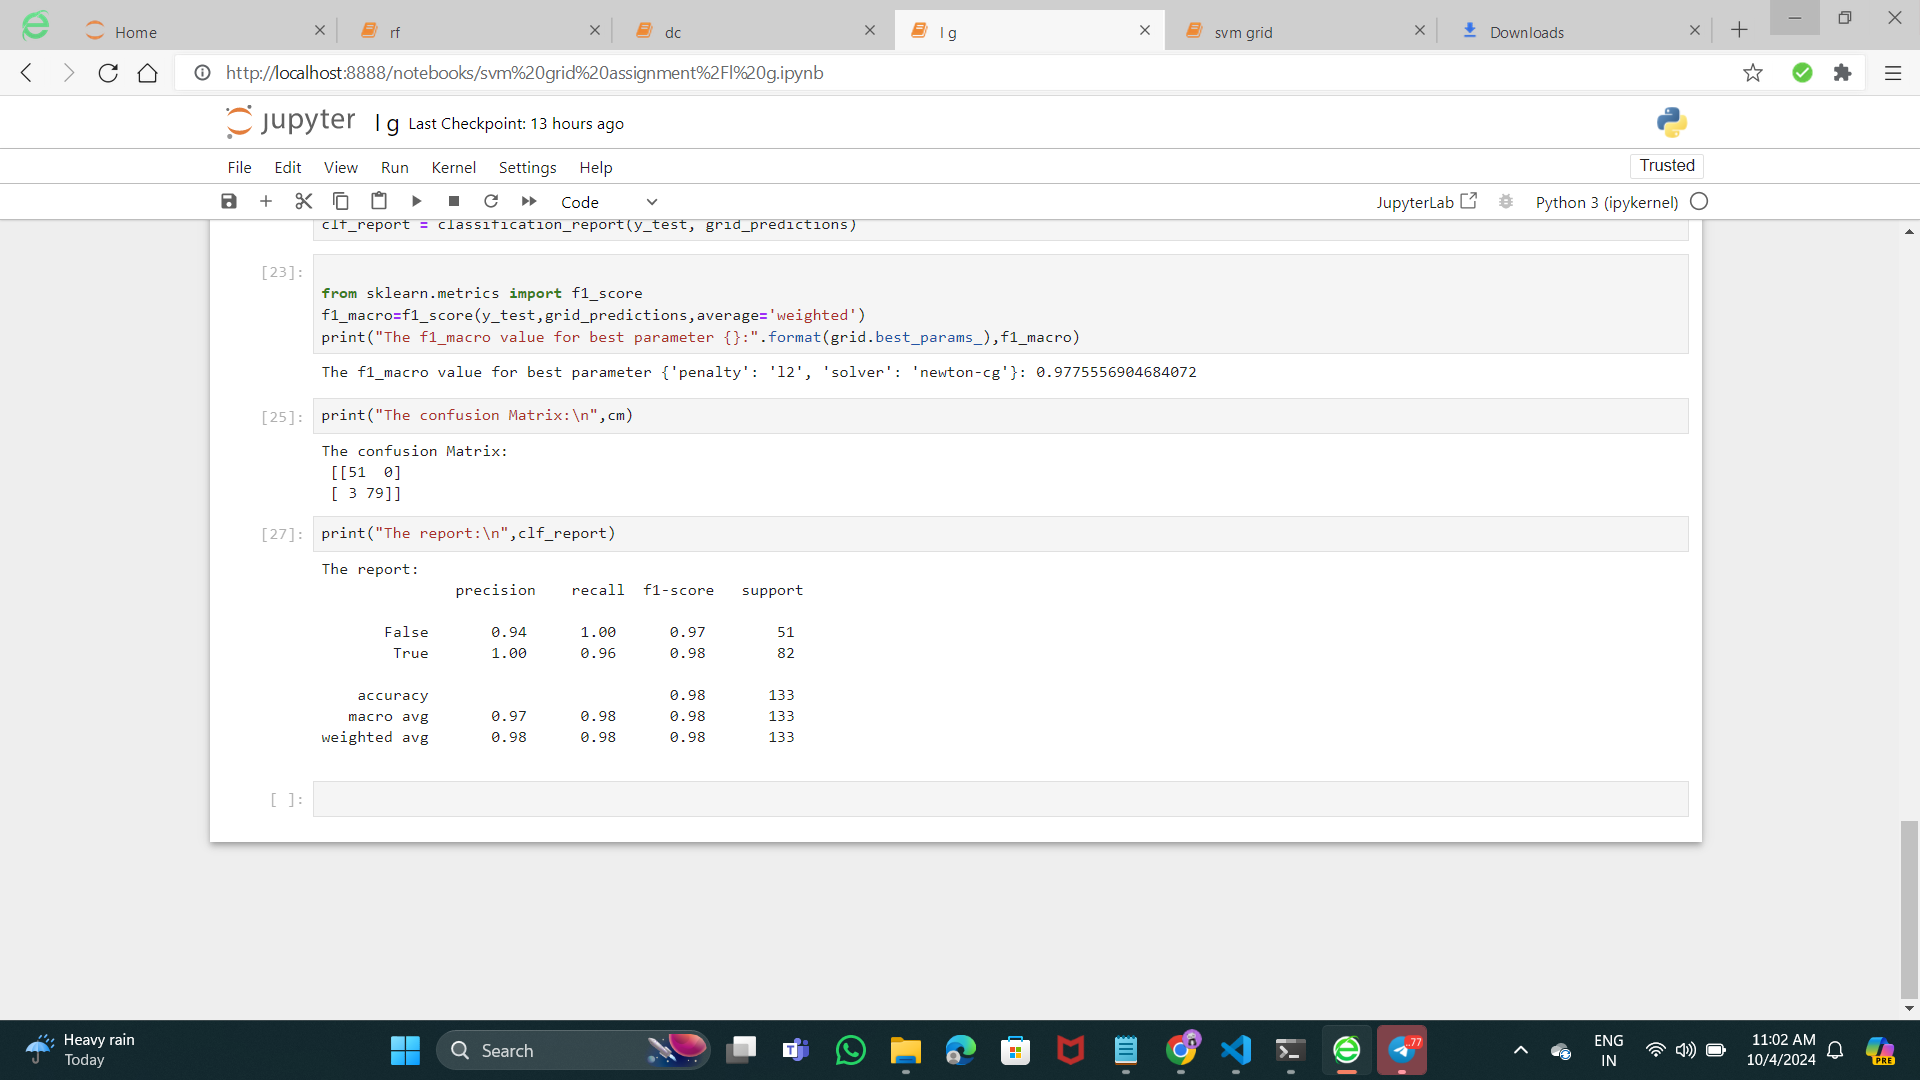 Home
rf
dc
l g
svm grid
Downloads
http://localhost:8888/notebooks/svm%20grid%20assignment%2Fl%20g.ipynb
jupyter l g Last Checkpoint: 13 hours ago
File Edit View Run Kernel Settings Help
Trusted
Code
JupyterLab
Python 3 (ipykernel)
clf_report = classification_report(y_test, grid_predictions)
[23]:
from sklearn.metrics import f1_score
f1_macro=f1_score(y_test,grid_predictions,average='weighted')
print("The f1_macro value for best parameter {}:".format(grid.best_params_),f1_macro)
The f1_macro value for best parameter {'penalty': 'l2', 'solver': 'newton-cg'}: 0.9775556904684072
[25]: print("The confusion Matrix:\n",cm)
The confusion Matrix:
[[51  0]
[ 3 79]]
[27]: print("The report:\n",clf_report)
The report:
precision recall f1-score support
False 0.94 1.00 0.97 51
True 1.00 0.96 0.98 82
accuracy 0.98 133
macro avg 0.97 0.98 0.98 133
weighted avg 0.98 0.98 0.98 133
[ ]:
Heavy rain
Today
Search
..77
ENG
IN
11:02 AM
10/4/2024
PRE